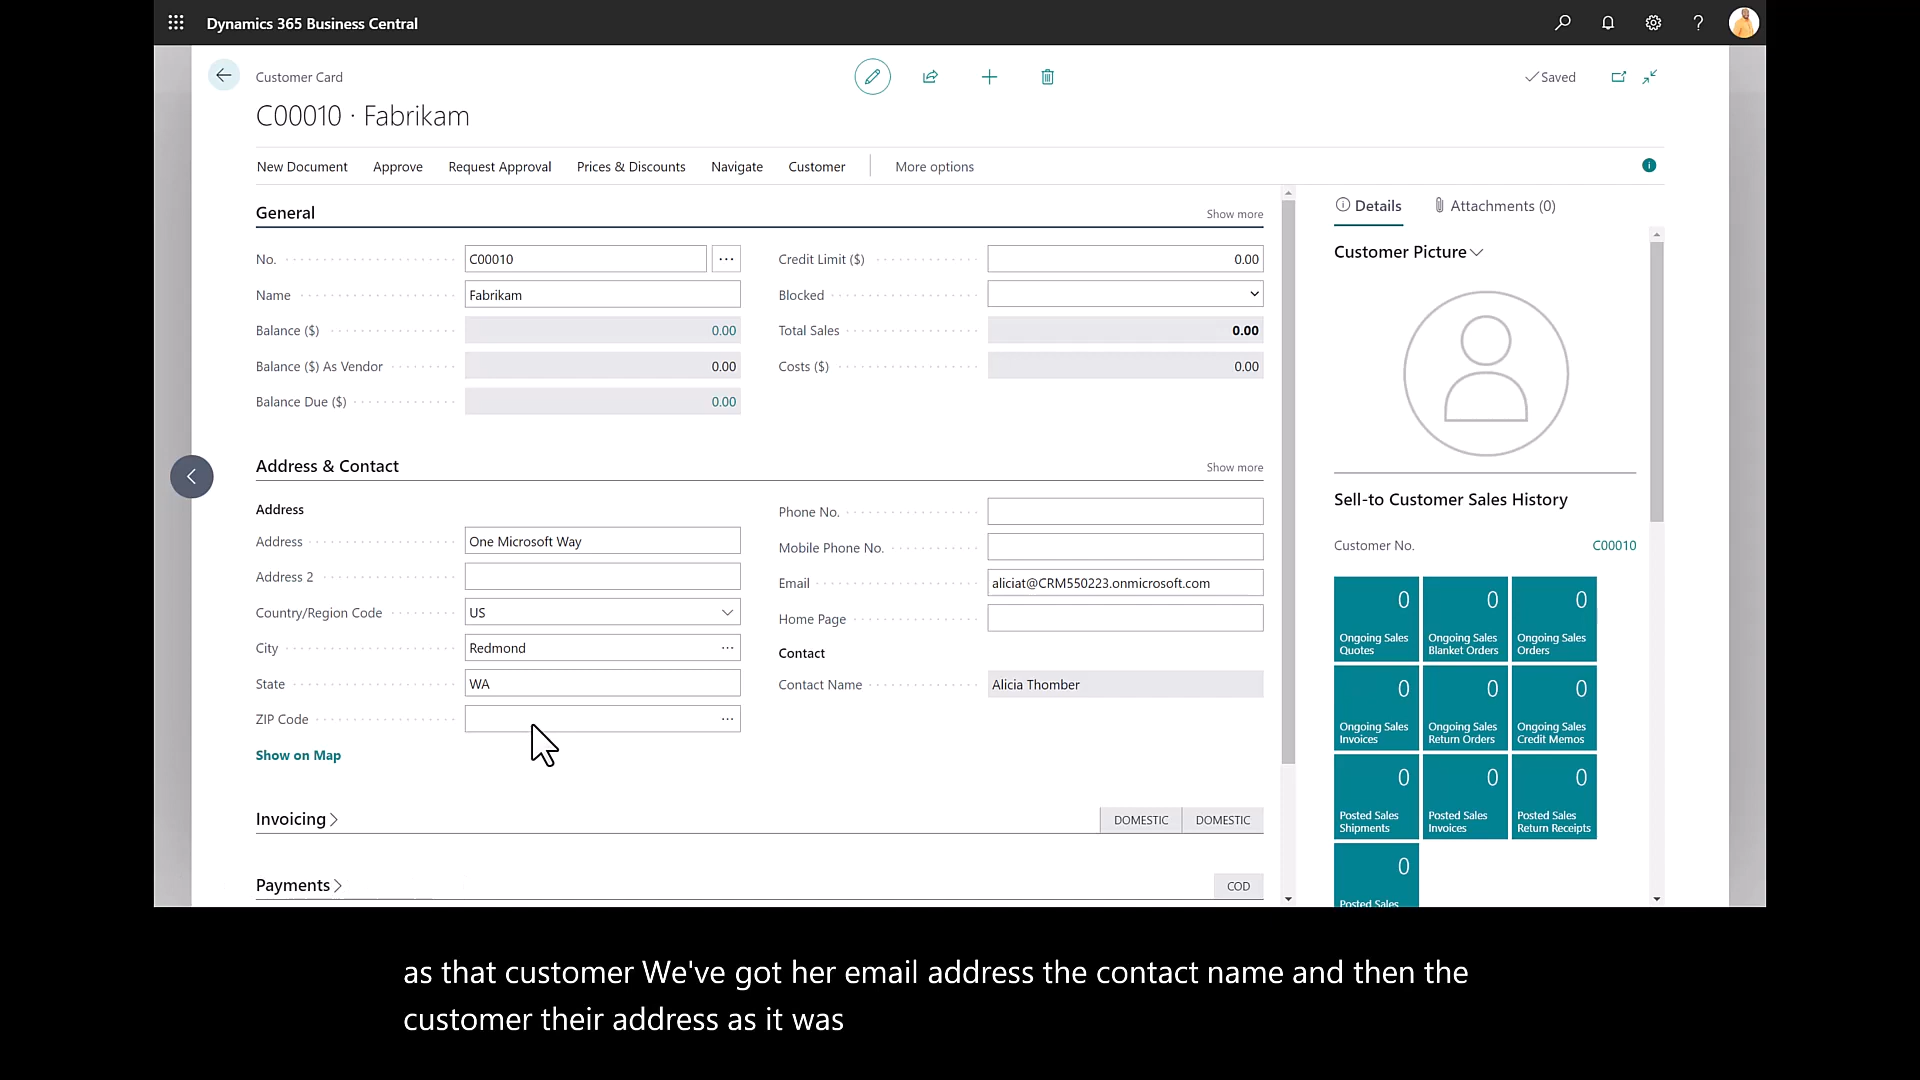 Dynamics 365 Business Central
?
Customer Card
Saved
C00010 · Fabrikam
New Document Approve Request Approval Prices & Discounts Navigate Customer More options
General Show more
No. C00010 ...
Name Fabrikam
Balance ($) 0.00
Balance ($) As Vendor 0.00
Balance Due ($) 0.00
Credit Limit ($) 0.00
Blocked
Total Sales 0.00
Costs ($) 0.00
Address & Contact Show more
Address
Address One Microsoft Way
Address 2
Country/Region Code US
City Redmond ...
State WA
ZIP Code ...
Show on Map
Phone No.
Mobile Phone No.
Email aliciat@CRM550223.onmicrosoft.com
Home Page
Contact
Contact Name Alicia Thomber
Invoicing DOMESTIC DOMESTIC
Payments COD
Details Attachments (0)
Customer Picture
Sell-to Customer Sales History
Customer No. C00010
0 0 0
Ongoing Sales Ongoing Sales Ongoing Sales
Quotes Blanket Orders Orders
0 0 0
Ongoing Sales Ongoing Sales Ongoing Sales
Invoices Return Orders Credit Memos
0 0 0
Posted Sales Posted Sales Posted Sales
Shipments Invoices Return Receipts
0
Posted Sales
as that customer We've got her email address the contact name and then the
customer their address as it was